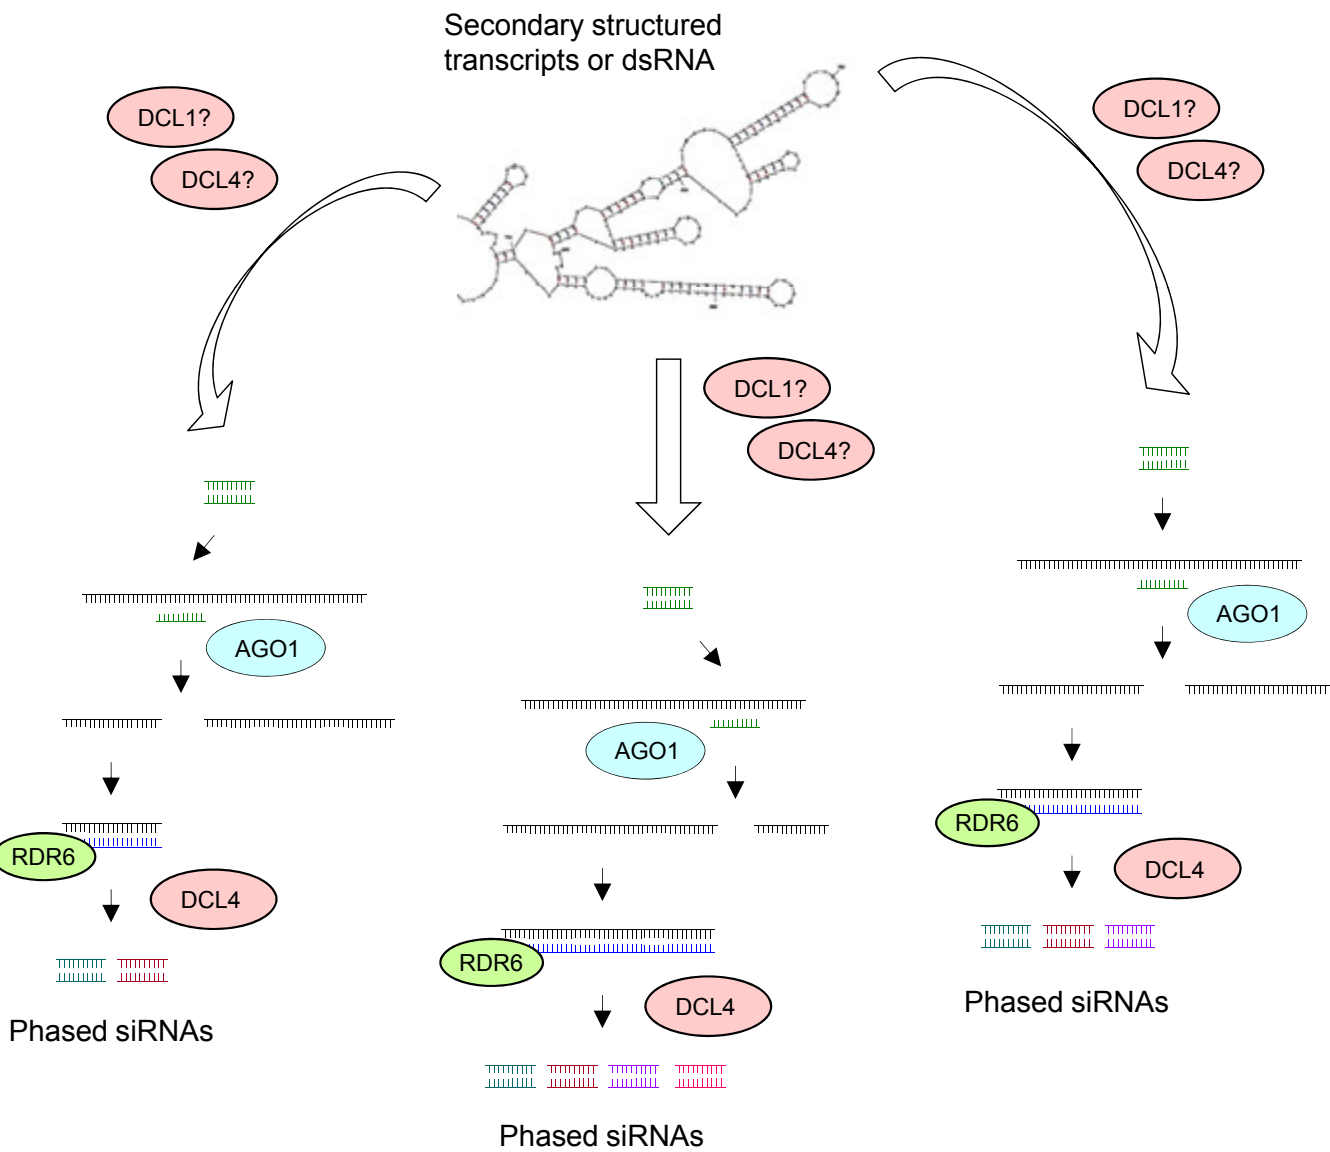 Secondary structured
transcripts or dsRNA
DCL1?
DCL4?
DCL1?
DCL4?
DCL1?
DCL4?
AGO1
AGO1
AGO1
RDR6
DCL4
RDR6
DCL4
RDR6
DCL4
Phased siRNAs
Phased siRNAs
Phased siRNAs